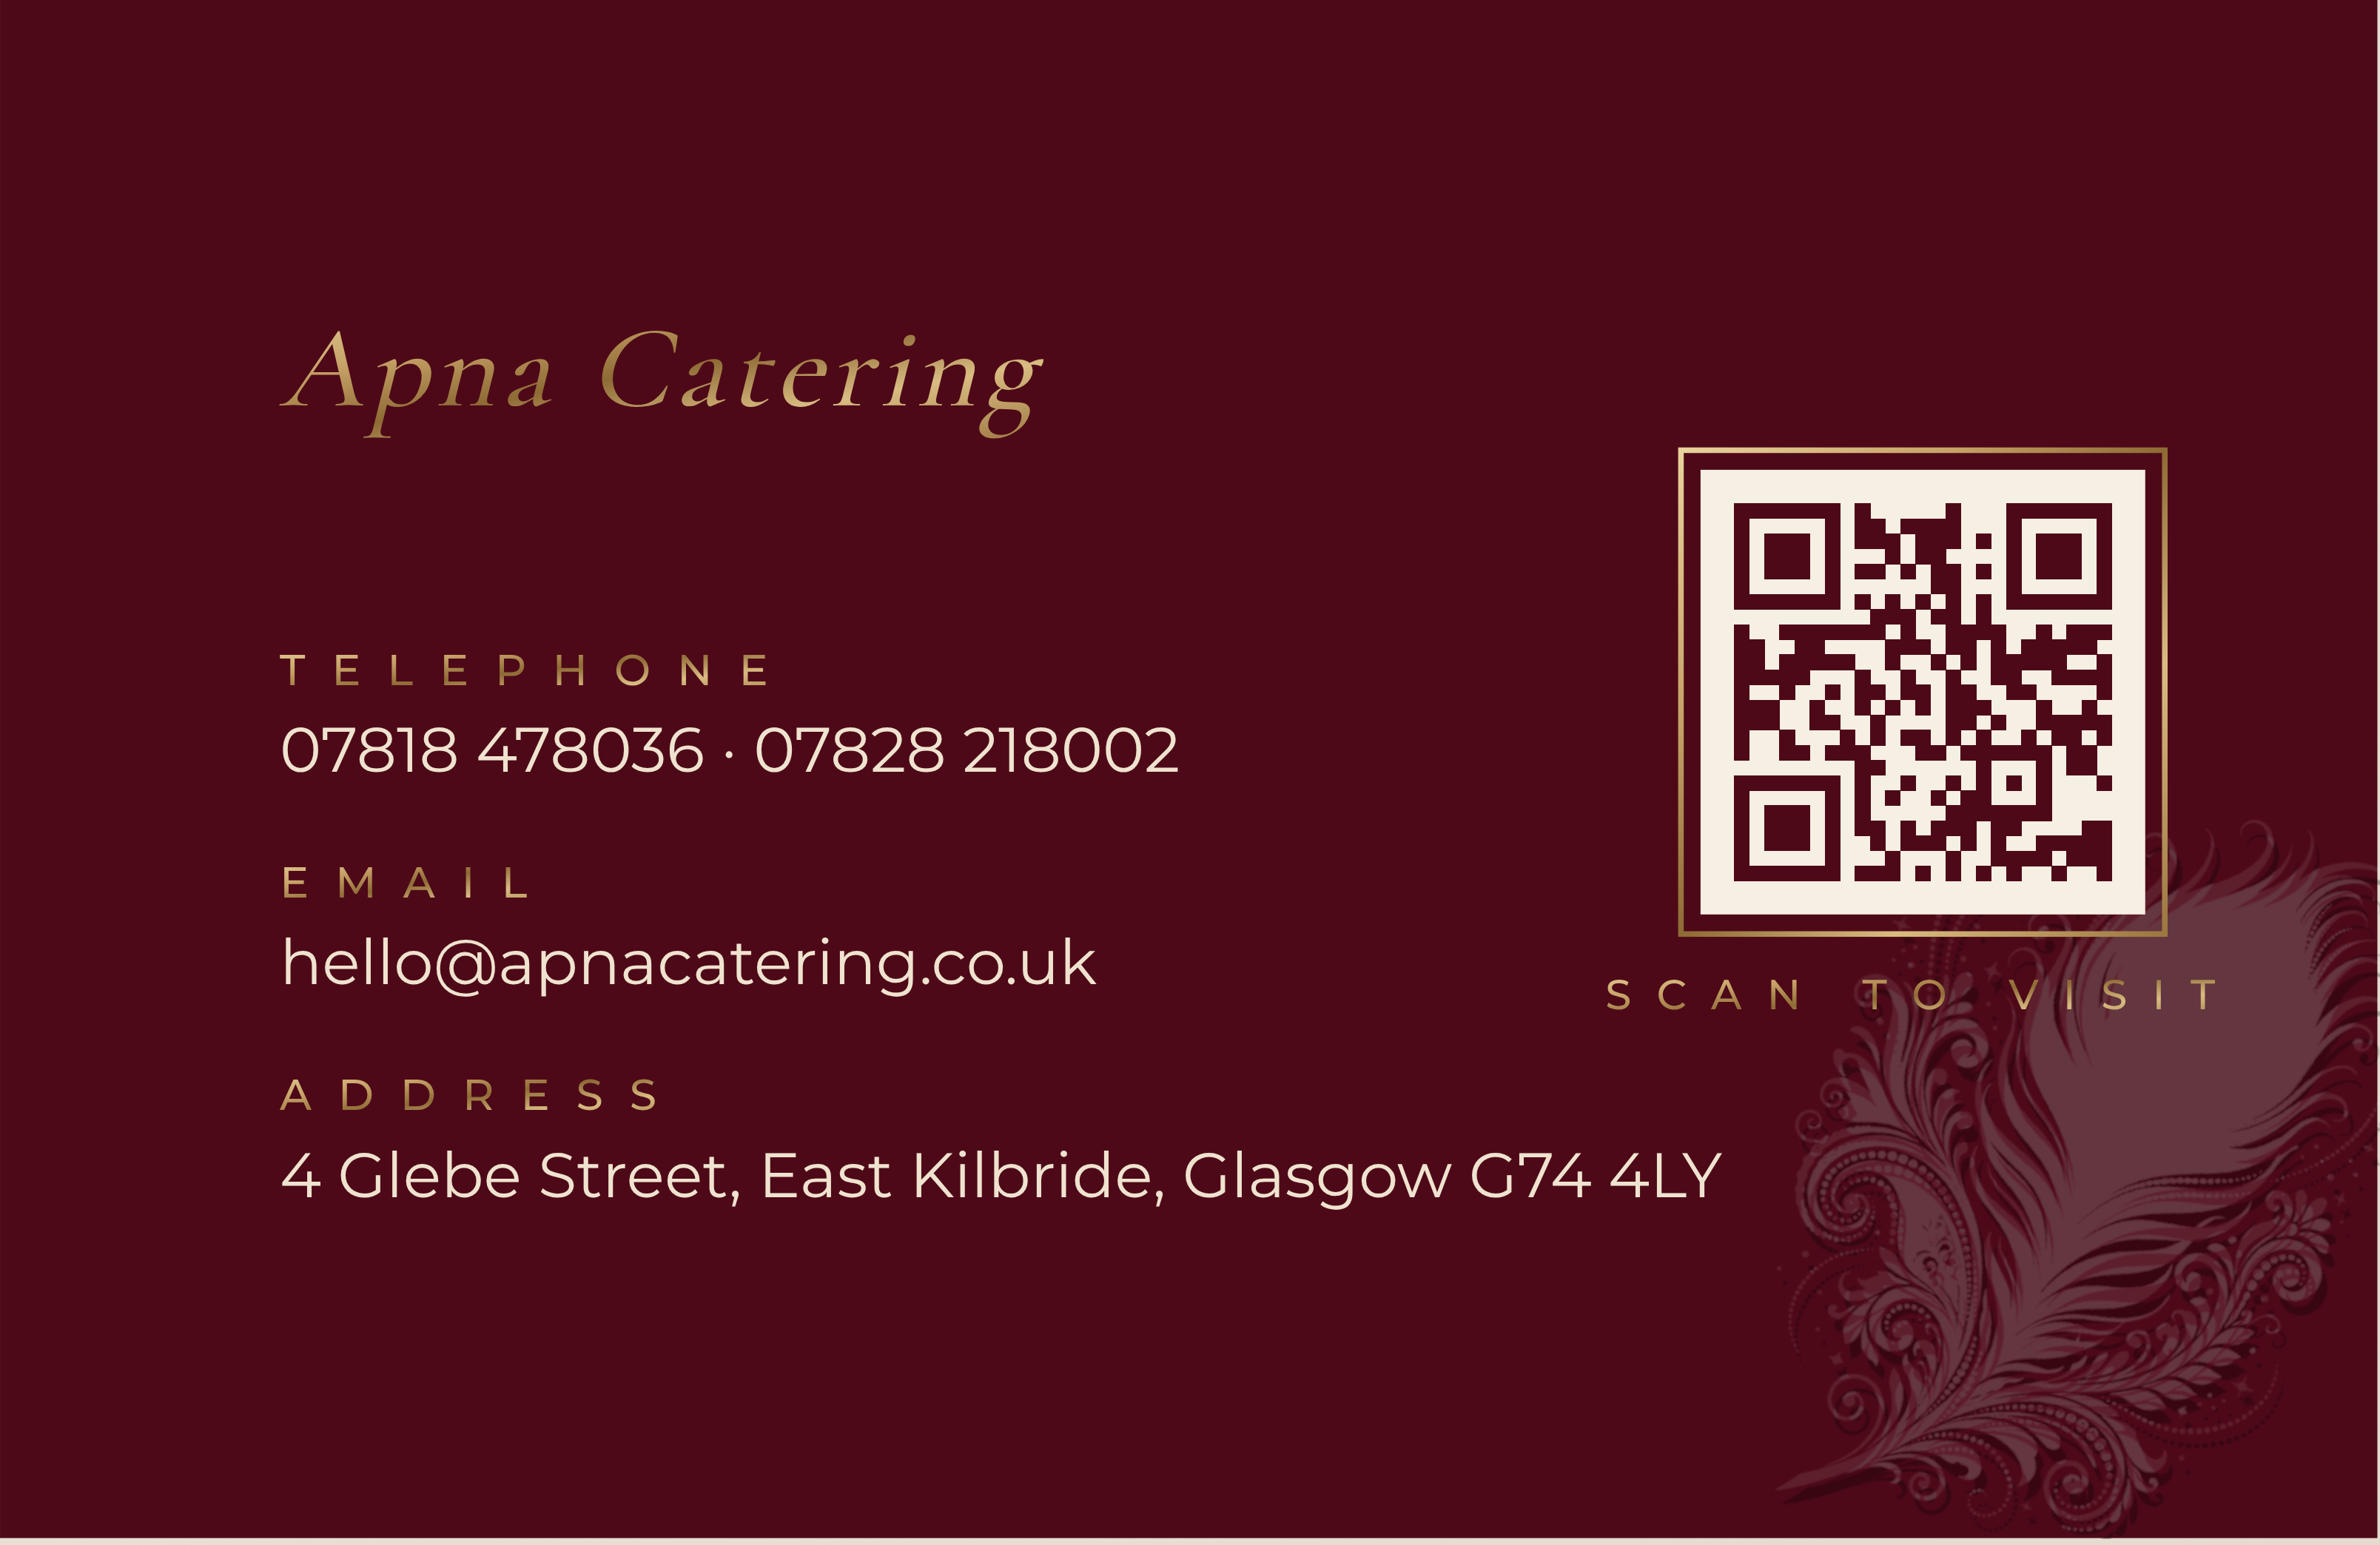 Apna Catering
TELEPHONE
07818 478036 · 07828 218002
EMAIL
hello@apnacatering.co.uk
ADDRESS
4 Glebe Street, East Kilbride, Glasgow G74 4LY
SCAN TO VISIT